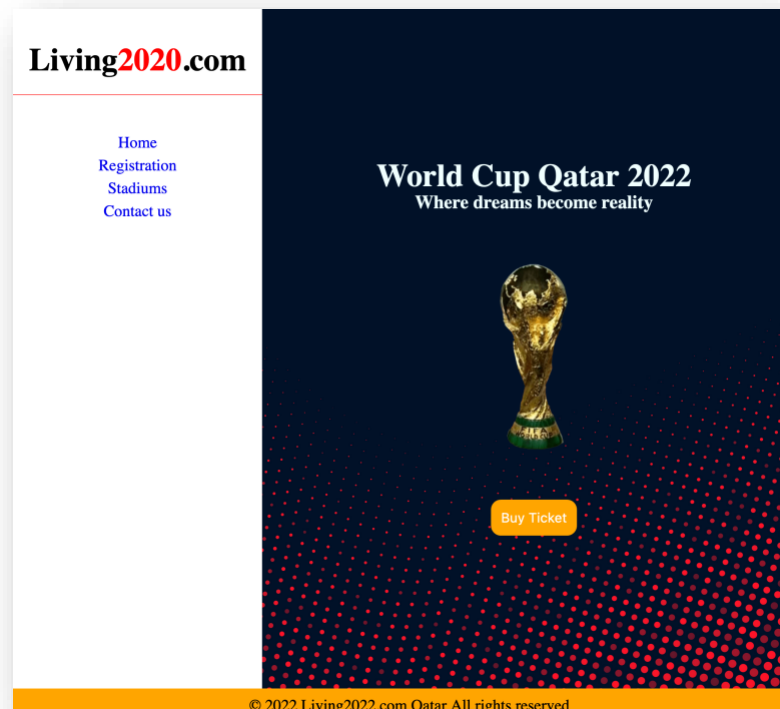 Living2020.com
Home
Registration
Stadiums
Contact us
World Cup Qatar 2022
Where dreams become reality
Buy Ticket
© 2022 Living2022.com Qatar All rights reserved